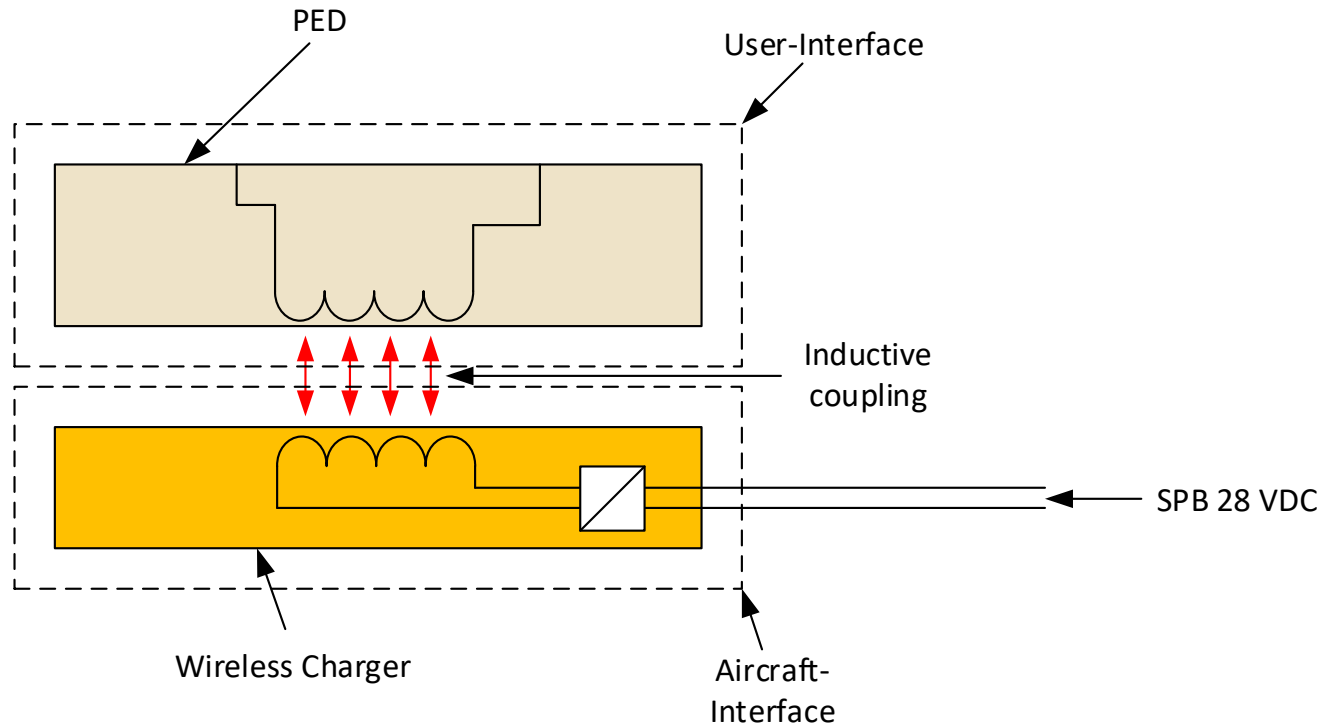 PED
User-Interface
Inductive
coupling
SPB 28 VDC
Wireless Charger
Aircraft-
Interface